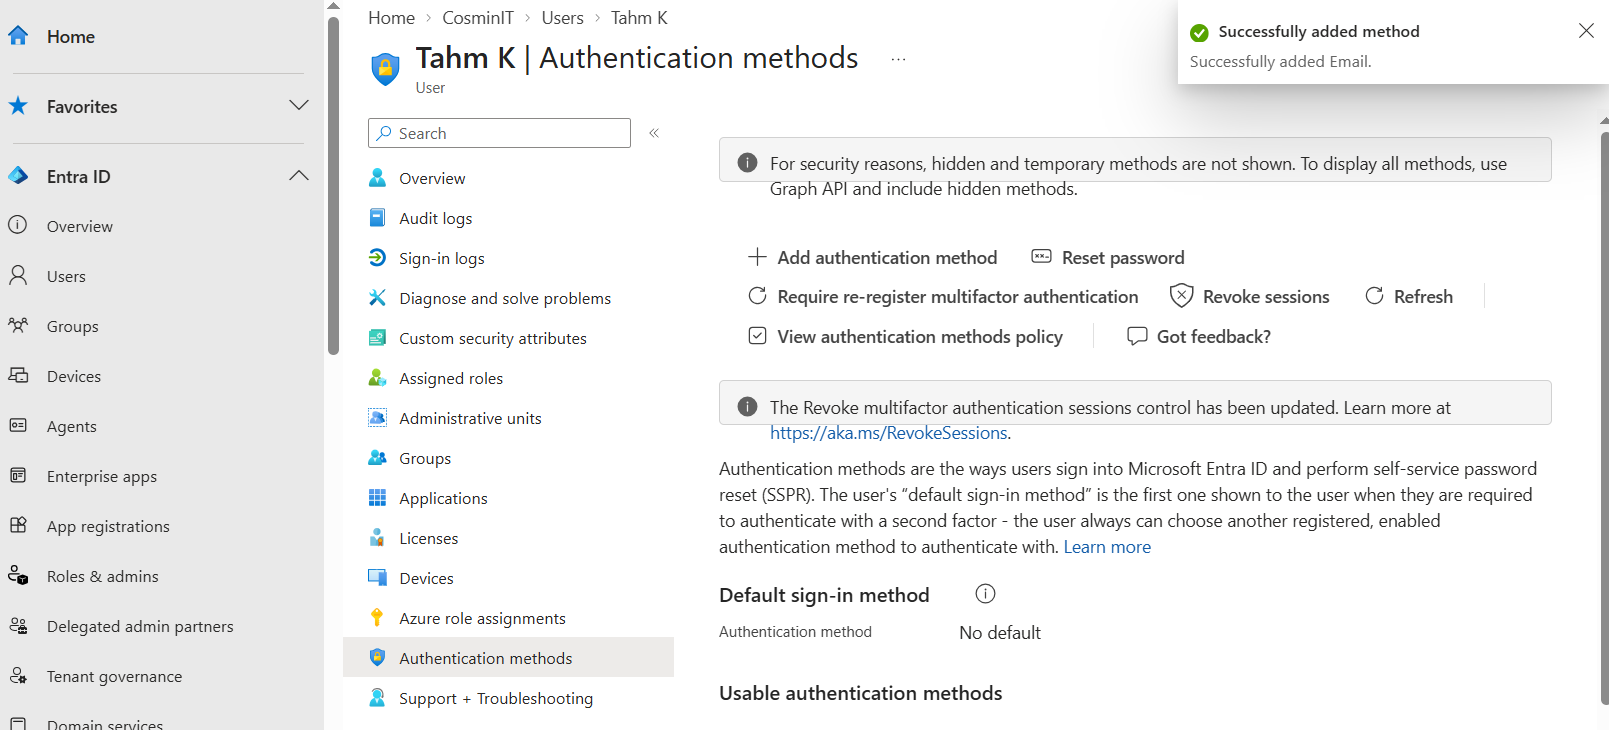 Home
Favorites
Entra ID
Overview
Users
Groups
Devices
Agents
Enterprise apps
App registrations
Roles & admins
Delegated admin partners
Tenant governance
Domain services
Home > CosminIT > Users > Tahm K
Tahm K | Authentication methods ...
User
Search «
Overview
Audit logs
Sign-in logs
Diagnose and solve problems
Custom security attributes
Assigned roles
Administrative units
Groups
Applications
Licenses
Devices
Azure role assignments
Authentication methods
Support + Troubleshooting
Successfully added method
Successfully added Email.
For security reasons, hidden and temporary methods are not shown. To display all methods, use
Graph API and include hidden methods.
Add authentication method Reset password
Require re-register multifactor authentication Revoke sessions Refresh
View authentication methods policy Got feedback?
The Revoke multifactor authentication sessions control has been updated. Learn more at
https://aka.ms/RevokeSessions.
Authentication methods are the ways users sign into Microsoft Entra ID and perform self-service password
reset (SSPR). The user's “default sign-in method” is the first one shown to the user when they are required
to authenticate with a second factor - the user always can choose another registered, enabled
authentication method to authenticate with. Learn more
Default sign-in method
Authentication method No default
Usable authentication methods